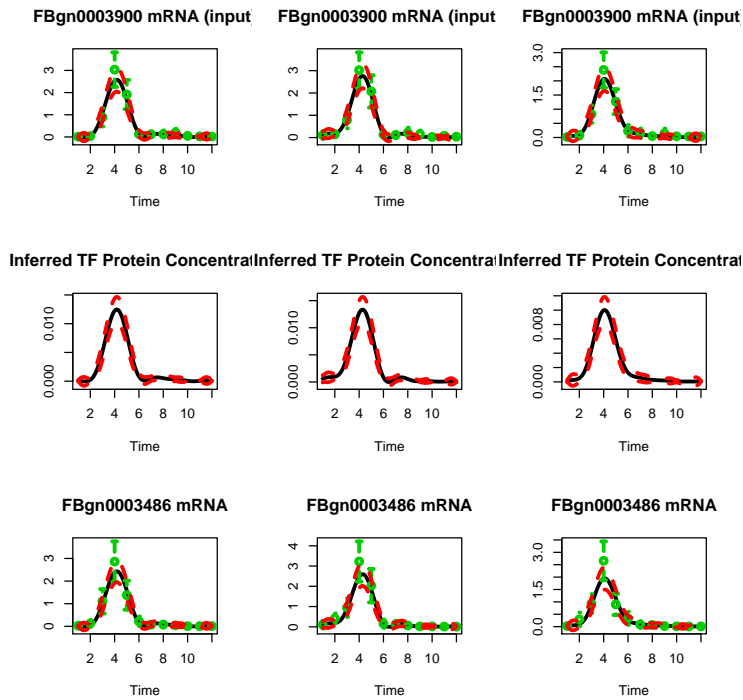 FBgn0003900 mRNA (input) FBgn0003900 mRNA (input FBgn0003900 mRNA (input)
0 1 2 3
0 1 2 3
0.0 1.5 3.0
2 4 6 8 10
2 4 6 8 10
2 4 6 8 10
Time Time Time
Inferred TF Protein Concentrat Inferred TF Protein Concentrat Inferred TF Protein Concentrat
0.000 0.010
0.000 0.010
0.000 0.008
2 4 6 8 10
2 4 6 8 10
2 4 6 8 10
Time Time Time
FBgn0003486 mRNA FBgn0003486 mRNA FBgn0003486 mRNA
0 1 2 3
0 1 2 3 4
0.0 1.5 3.0
2 4 6 8 10
2 4 6 8 10
2 4 6 8 10
Time Time Time